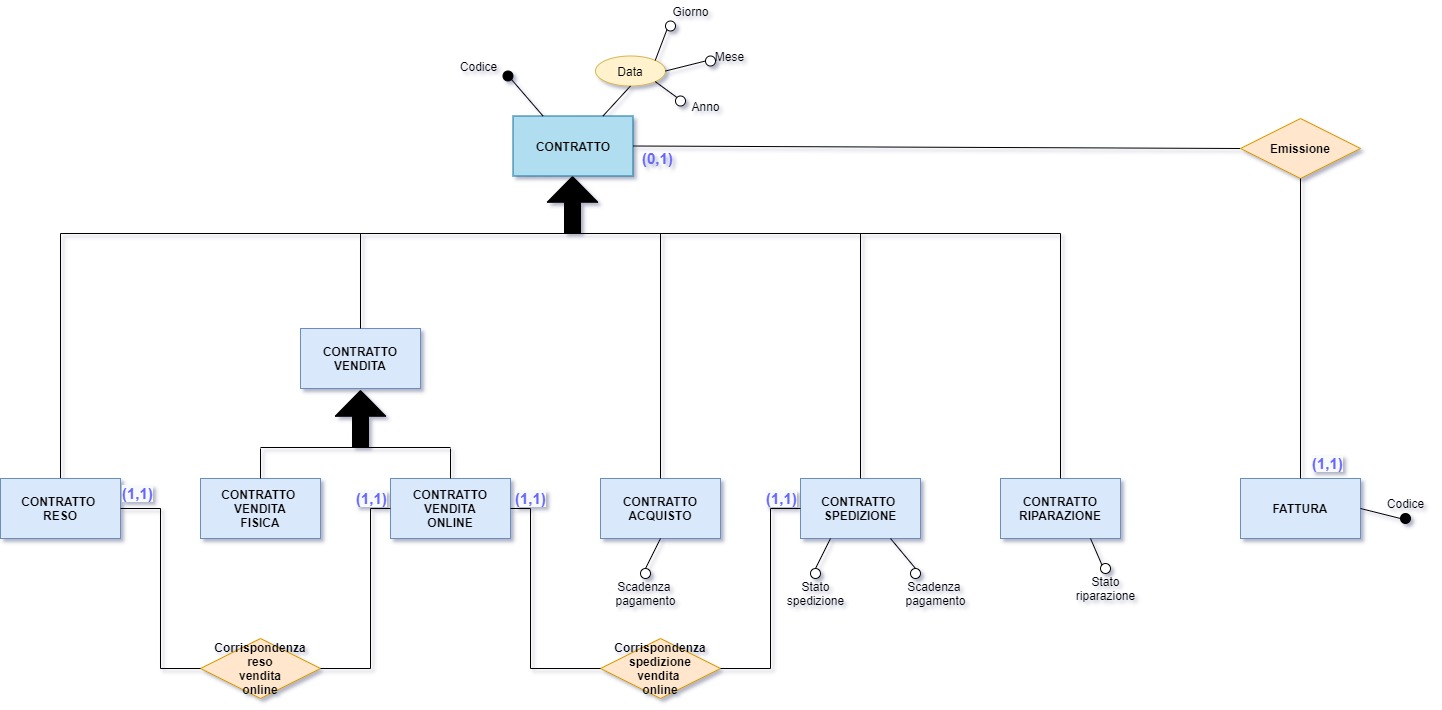 Giorno
Mese
Codice
Data
Anno
CONTRATTO
(0,1)
Emissione
CONTRATTO
VENDITA
(1,1)
CONTRATTO
RESO
(1,1)
CONTRATTO
VENDITA
FISICA
(1,1)
CONTRATTO
VENDITA
ONLINE
(1,1)
CONTRATTO
ACQUISTO
(1,1)
CONTRATTO
SPEDIZIONE
CONTRATTO
RIPARAZIONE
FATTURA
Codice
Scadenza
pagamento
Stato
spedizione
Scadenza
pagamento
Stato
riparazione
Corrispondenza
reso
vendita
online
Corrispondenza
spedizione
vendita
online